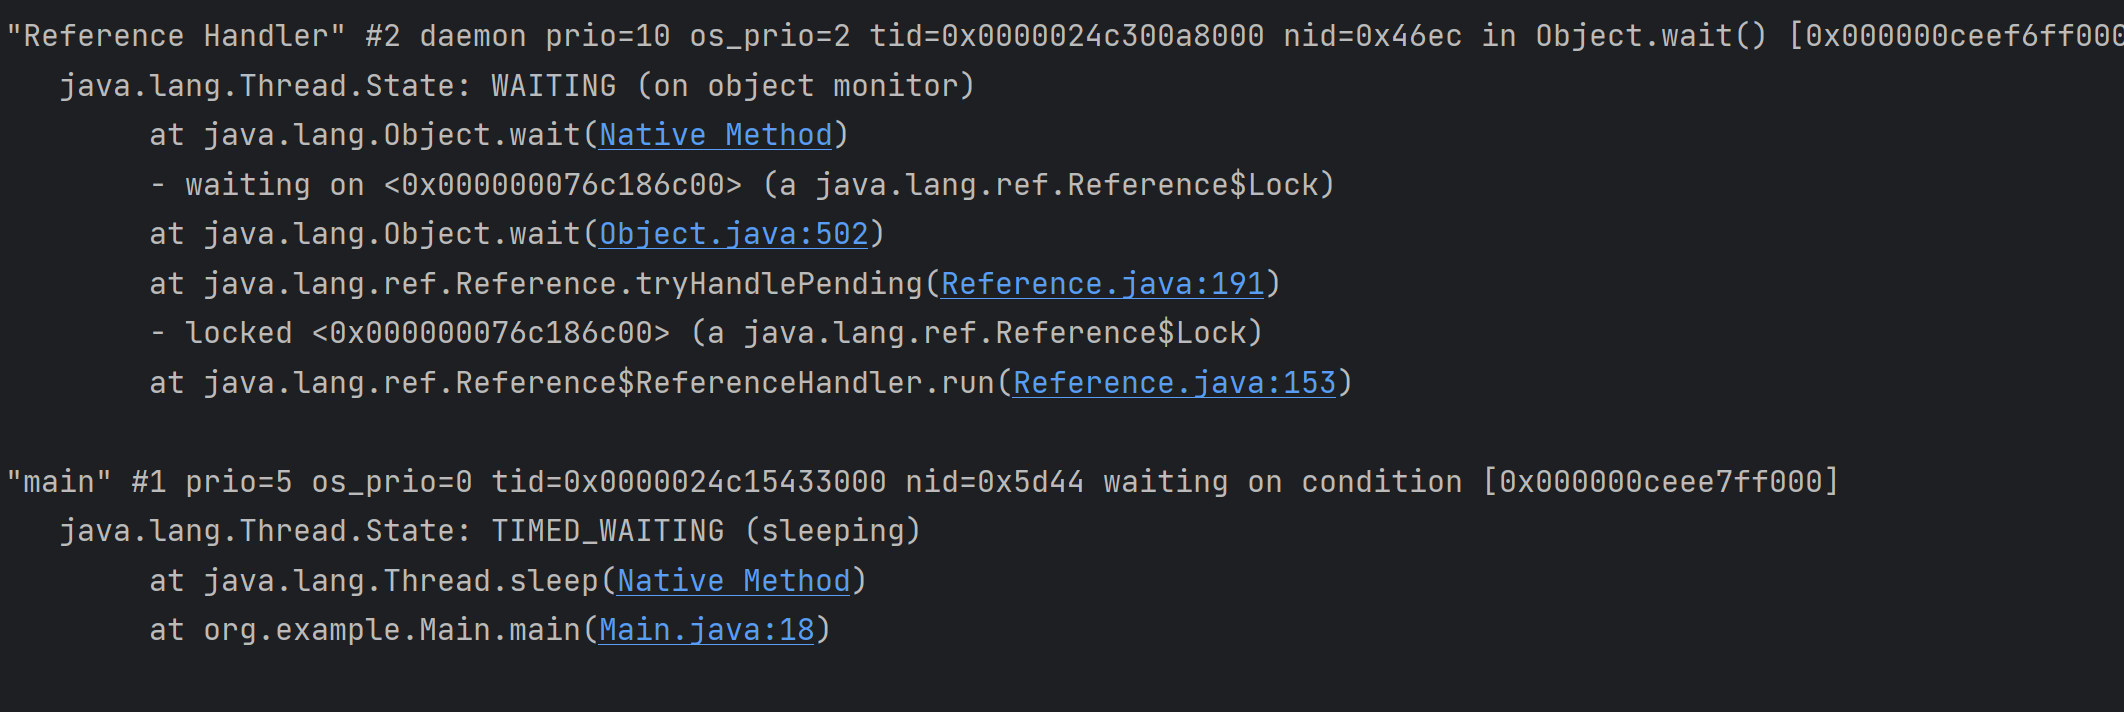 "Reference Handler" #2 daemon prio=10 os_prio=2 tid=0x0000024c300a8000 nid=0x46ec in Object.wait() [0x000000ceef6ff000
java.lang.Thread.State: WAITING (on object monitor)
at java.lang.Object.wait(Native Method)
- waiting on <0x000000076c186c00> (a java.lang.ref.Reference$Lock)
at java.lang.Object.wait(Object.java:502)
at java.lang.ref.Reference.tryHandlePending(Reference.java:191)
- locked <0x000000076c186c00> (a java.lang.ref.Reference$Lock)
at java.lang.ref.Reference$ReferenceHandler.run(Reference.java:153)
"main" #1 prio=5 os_prio=0 tid=0x0000024c15433000 nid=0x5d44 waiting on condition [0x000000ceee7ff000]
java.lang.Thread.State: TIMED_WAITING (sleeping)
at java.lang.Thread.sleep(Native Method)
at org.example.Main.main(Main.java:18)